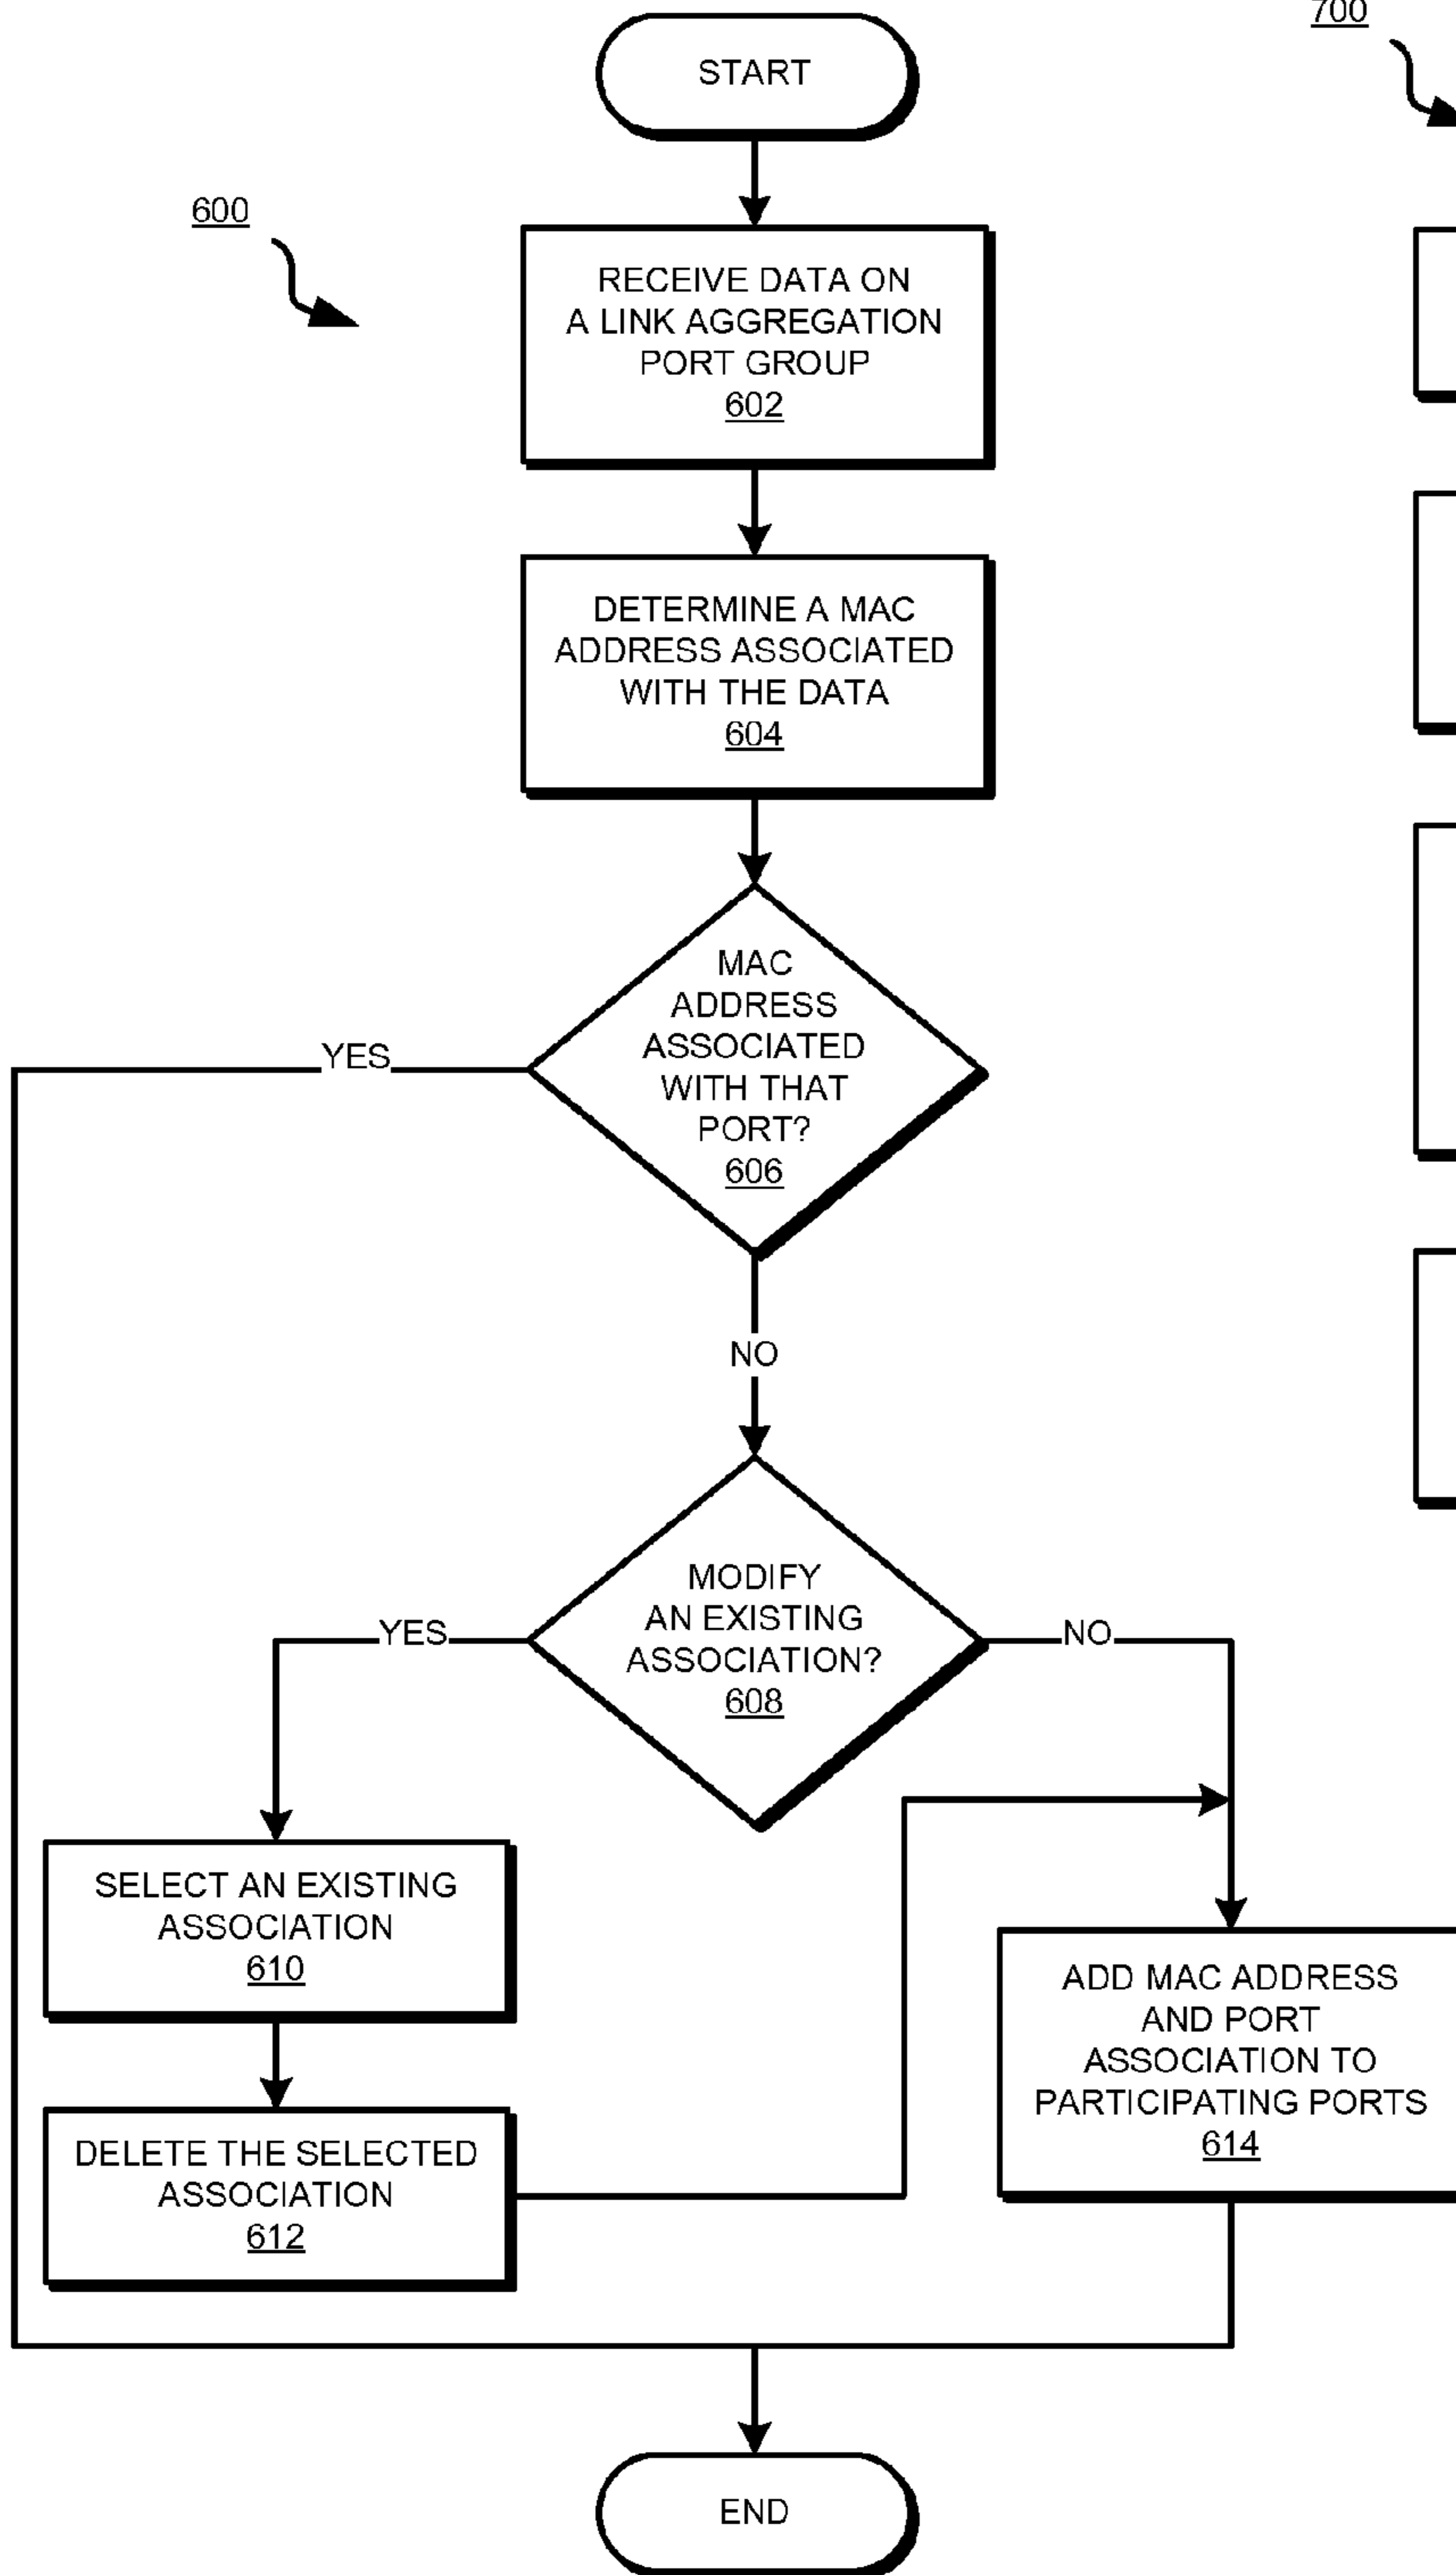 700
START
600
RECEIVE DATA ON
A LINK AGGREGATION
PORT GROUP
602
DETERMINE A MAC
ADDRESS ASSOCIATED
WITH THE DATA
604
MAC
ADDRESS
ASSOCIATED
WITH THAT
PORT?
606
YES
NO
MODIFY
AN EXISTING
ASSOCIATION?
608
YES
NO
SELECT AN EXISTING
ASSOCIATION
610
DELETE THE SELECTED
ASSOCIATION
612
ADD MAC ADDRESS
AND PORT
ASSOCIATION TO
PARTICIPATING PORTS
614
END